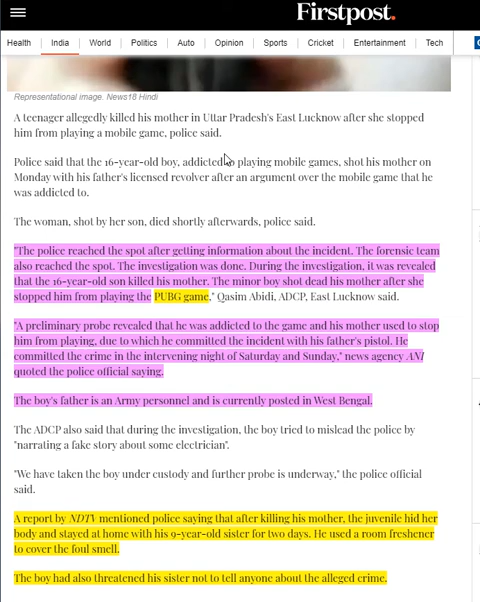 Firstpost.
Health India World Politics Auto Opinion Sports Cricket Entertainment Tech
Representational image. News18 Hindi
A teenager allegedly killed his mother in Uttar Pradesh's East Lucknow after she stopped
him from playing a mobile game, police said.
Police said that the 16-year-old boy, addicted to playing mobile games, shot his mother on
Monday with his father's licensed revolver after an argument over the mobile game that he
was addicted to.
The woman, shot by her son, died shortly afterwards, police said.
"The police reached the spot after getting information about the incident. The forensic team
also reached the spot. The investigation was done. During the investigation, it was revealed
that the 16-year-old son killed his mother. The minor boy shot dead his mother after she
stopped him from playing the PUBG game," Qasim Abidi, ADCP, East Lucknow said.
"A preliminary probe revealed that he was addicted to the game and his mother used to stop
him from playing, due to which he committed the incident with his father's pistol. He
committed the crime in the intervening night of Saturday and Sunday," news agency ANI
quoted the police official saying.
The boy's father is an Army personnel and is currently posted in West Bengal.
The ADCP also said that during the investigation, the boy tried to mislead the police by
"narrating a fake story about some electrician".
"We have taken the boy under custody and further probe is underway," the police official
said.
A report by NDTV mentioned police saying that after killing his mother, the juvenile hid her
body and stayed at home with his 9-year-old sister for two days. He used a room freshener
to cover the foul smell.
The boy had also threatened his sister not to tell anyone about the alleged crime.